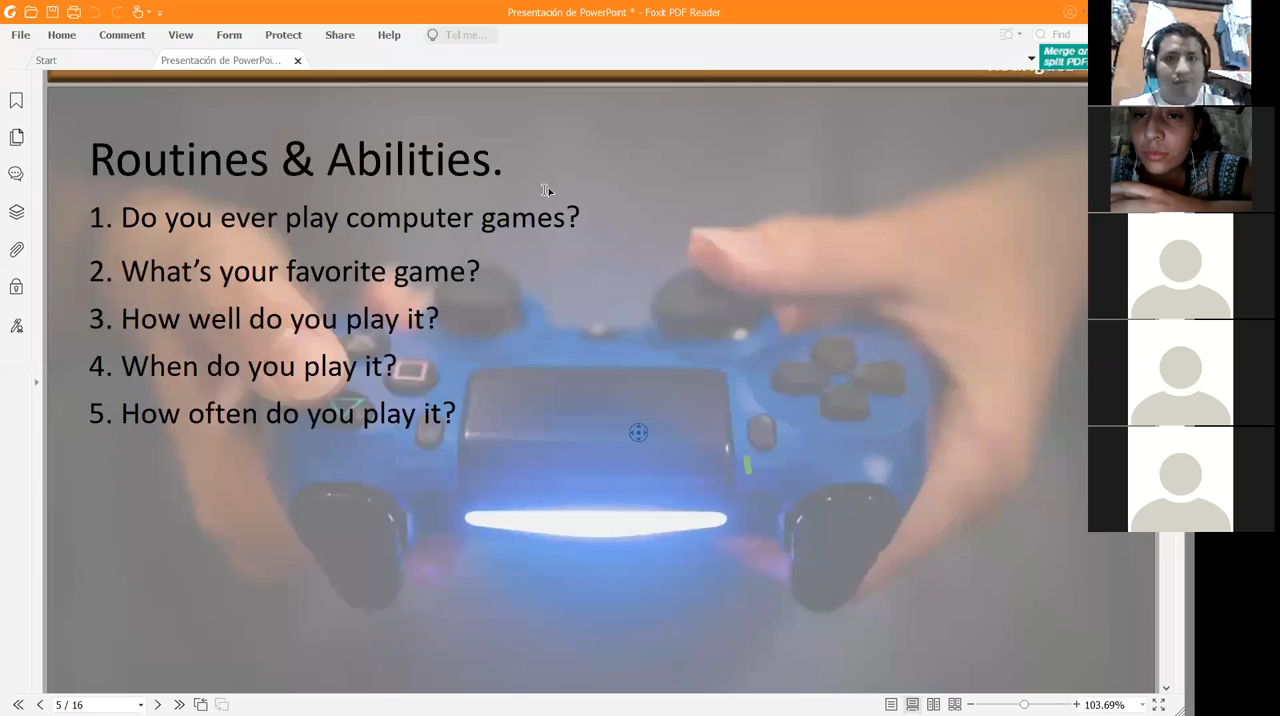 Presentación de PowerPoint * - Foxit PDF Reader
File Home Comment View Form Protect Share Help Tell me... Find
Start Presentación de PowerPoi...
Merge or
split PDF
Routines & Abilities.
1. Do you ever play computer games?
2. What's your favorite game?
3. How well do you play it?
4. When do you play it?
5. How often do you play it?
5 / 16
103.69%